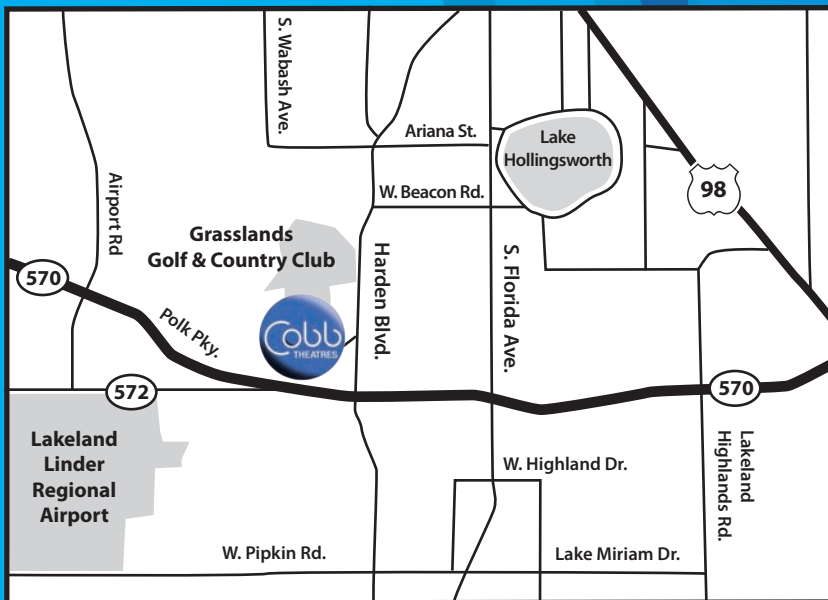 S. Wabash Ave.
Ariana St.
Lake
Hollingsworth
98
W. Beacon Rd.
Airport Rd
Grasslands
Golf & Country Club
Harden Blvd.
S. Florida Ave.
570
Polk Pky.
Cobb
THEATRES
572
570
Lakeland
Linder
Regional
Airport
W. Highland Dr.
Lakeland
Highlands Rd.
W. Pipkin Rd.
Lake Miriam Dr.